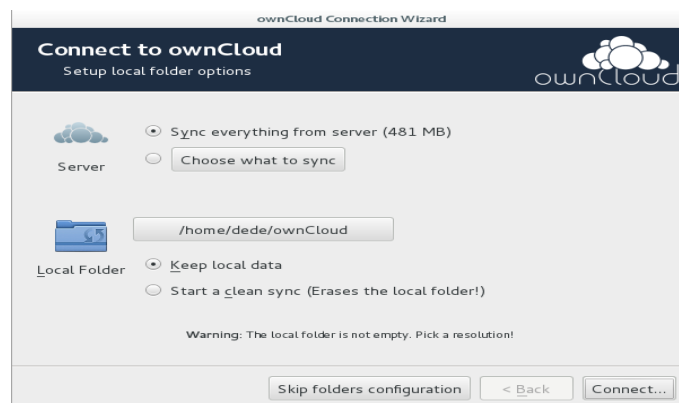 ownCloud Connection Wizard
Connect to ownCloud
Setup local folder options
ownCloud
Sync everything from server (481 MB)
Server
Choose what to sync
/home/dede/ownCloud
Local Folder
Keep local data
Start a clean sync (Erases the local folder!)
Warning: The local folder is not empty. Pick a resolution!
Skip folders configuration
< Back
Connect...